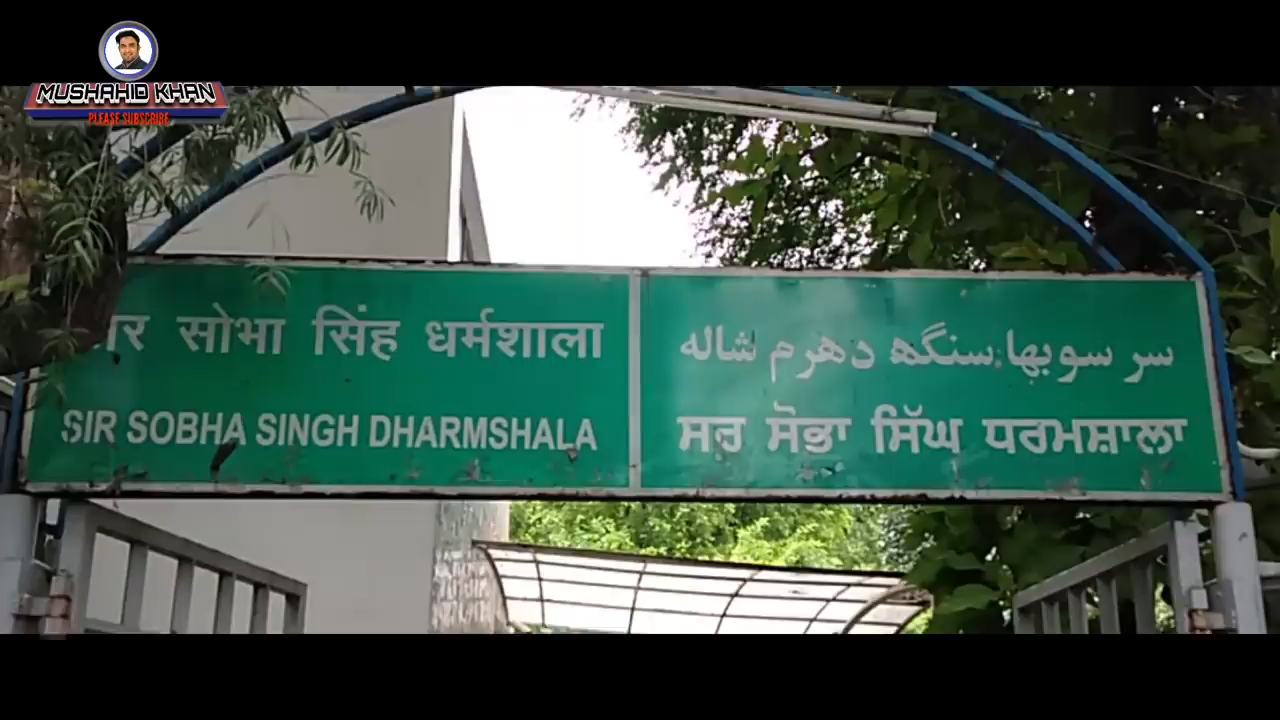 MUSHAHID KHAN
PLEASE SUBSCRIBE
सोभा सिंह धर्मशाला
SIR SOBHA SINGH DHARMSHALA
سر سوبھا سنگھ دھرم شالہ
ਸਰ ਸੋਭਾ ਸਿੰਘ ਧਰਮਸ਼ਾਲਾ